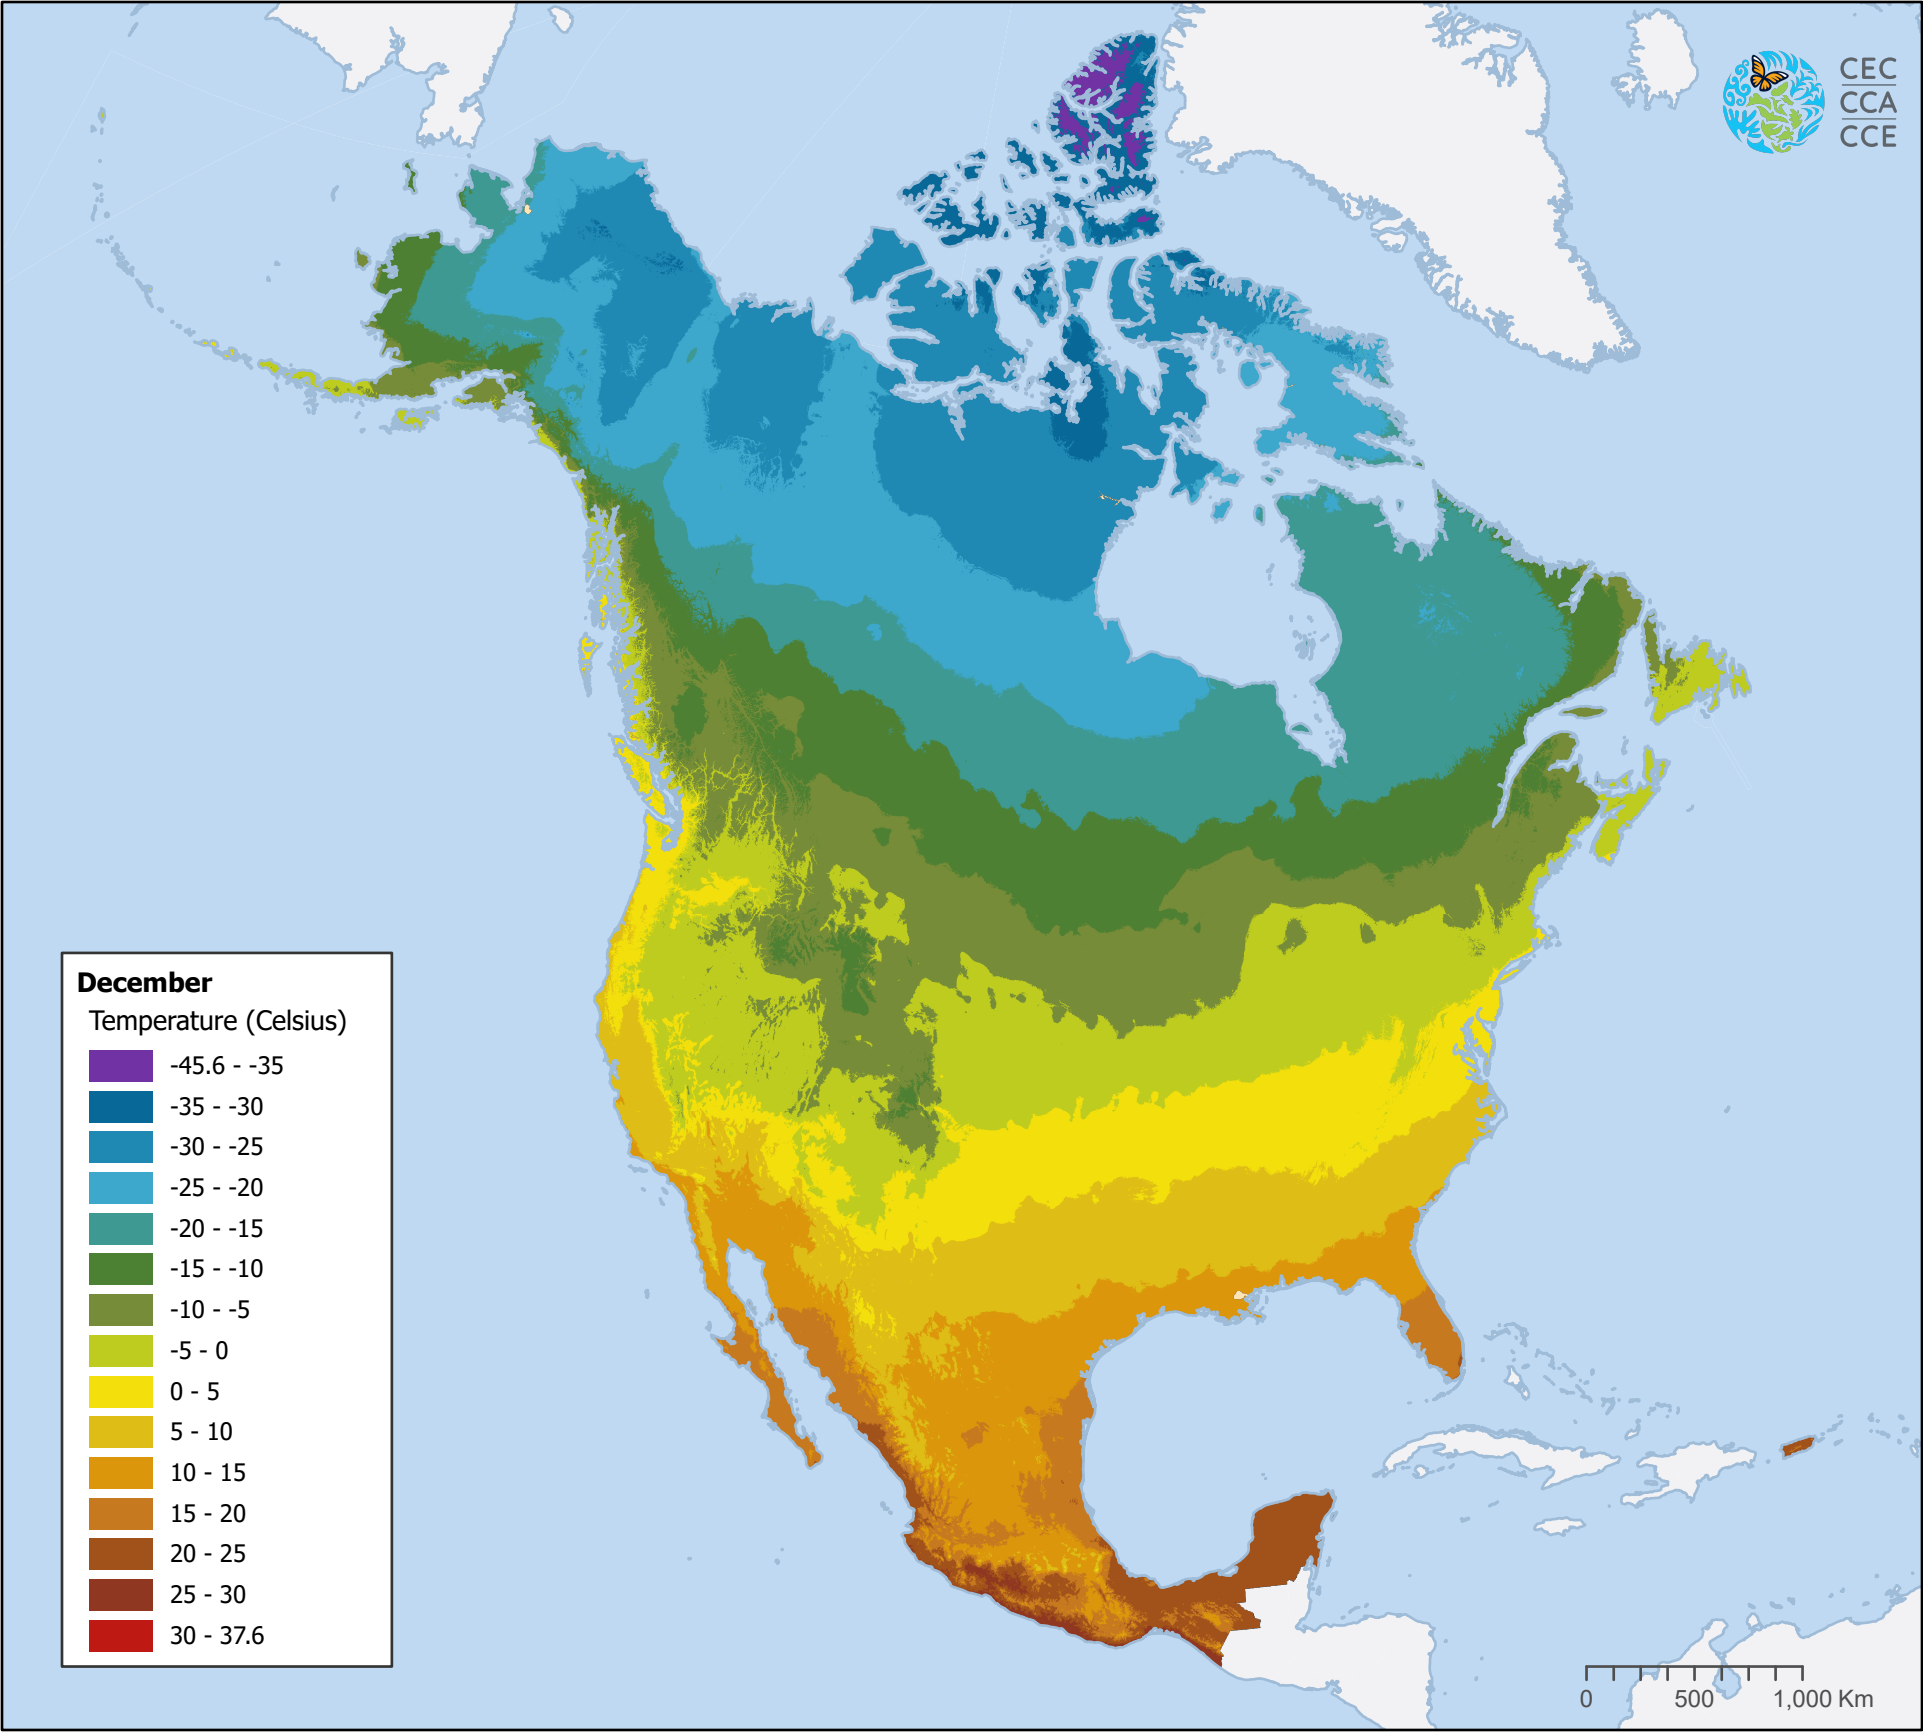 CEC
CCA
CCE
December
Temperature (Celsius)
-45.6 - -35
-35 - -30
-30 - -25
-25 - -20
-20 - -15
-15 - -10
-10 - -5
-5 - 0
0 - 5
5 - 10
10 - 15
15 - 20
20 - 25
25 - 30
30 - 37.6
0 500 1,000 Km